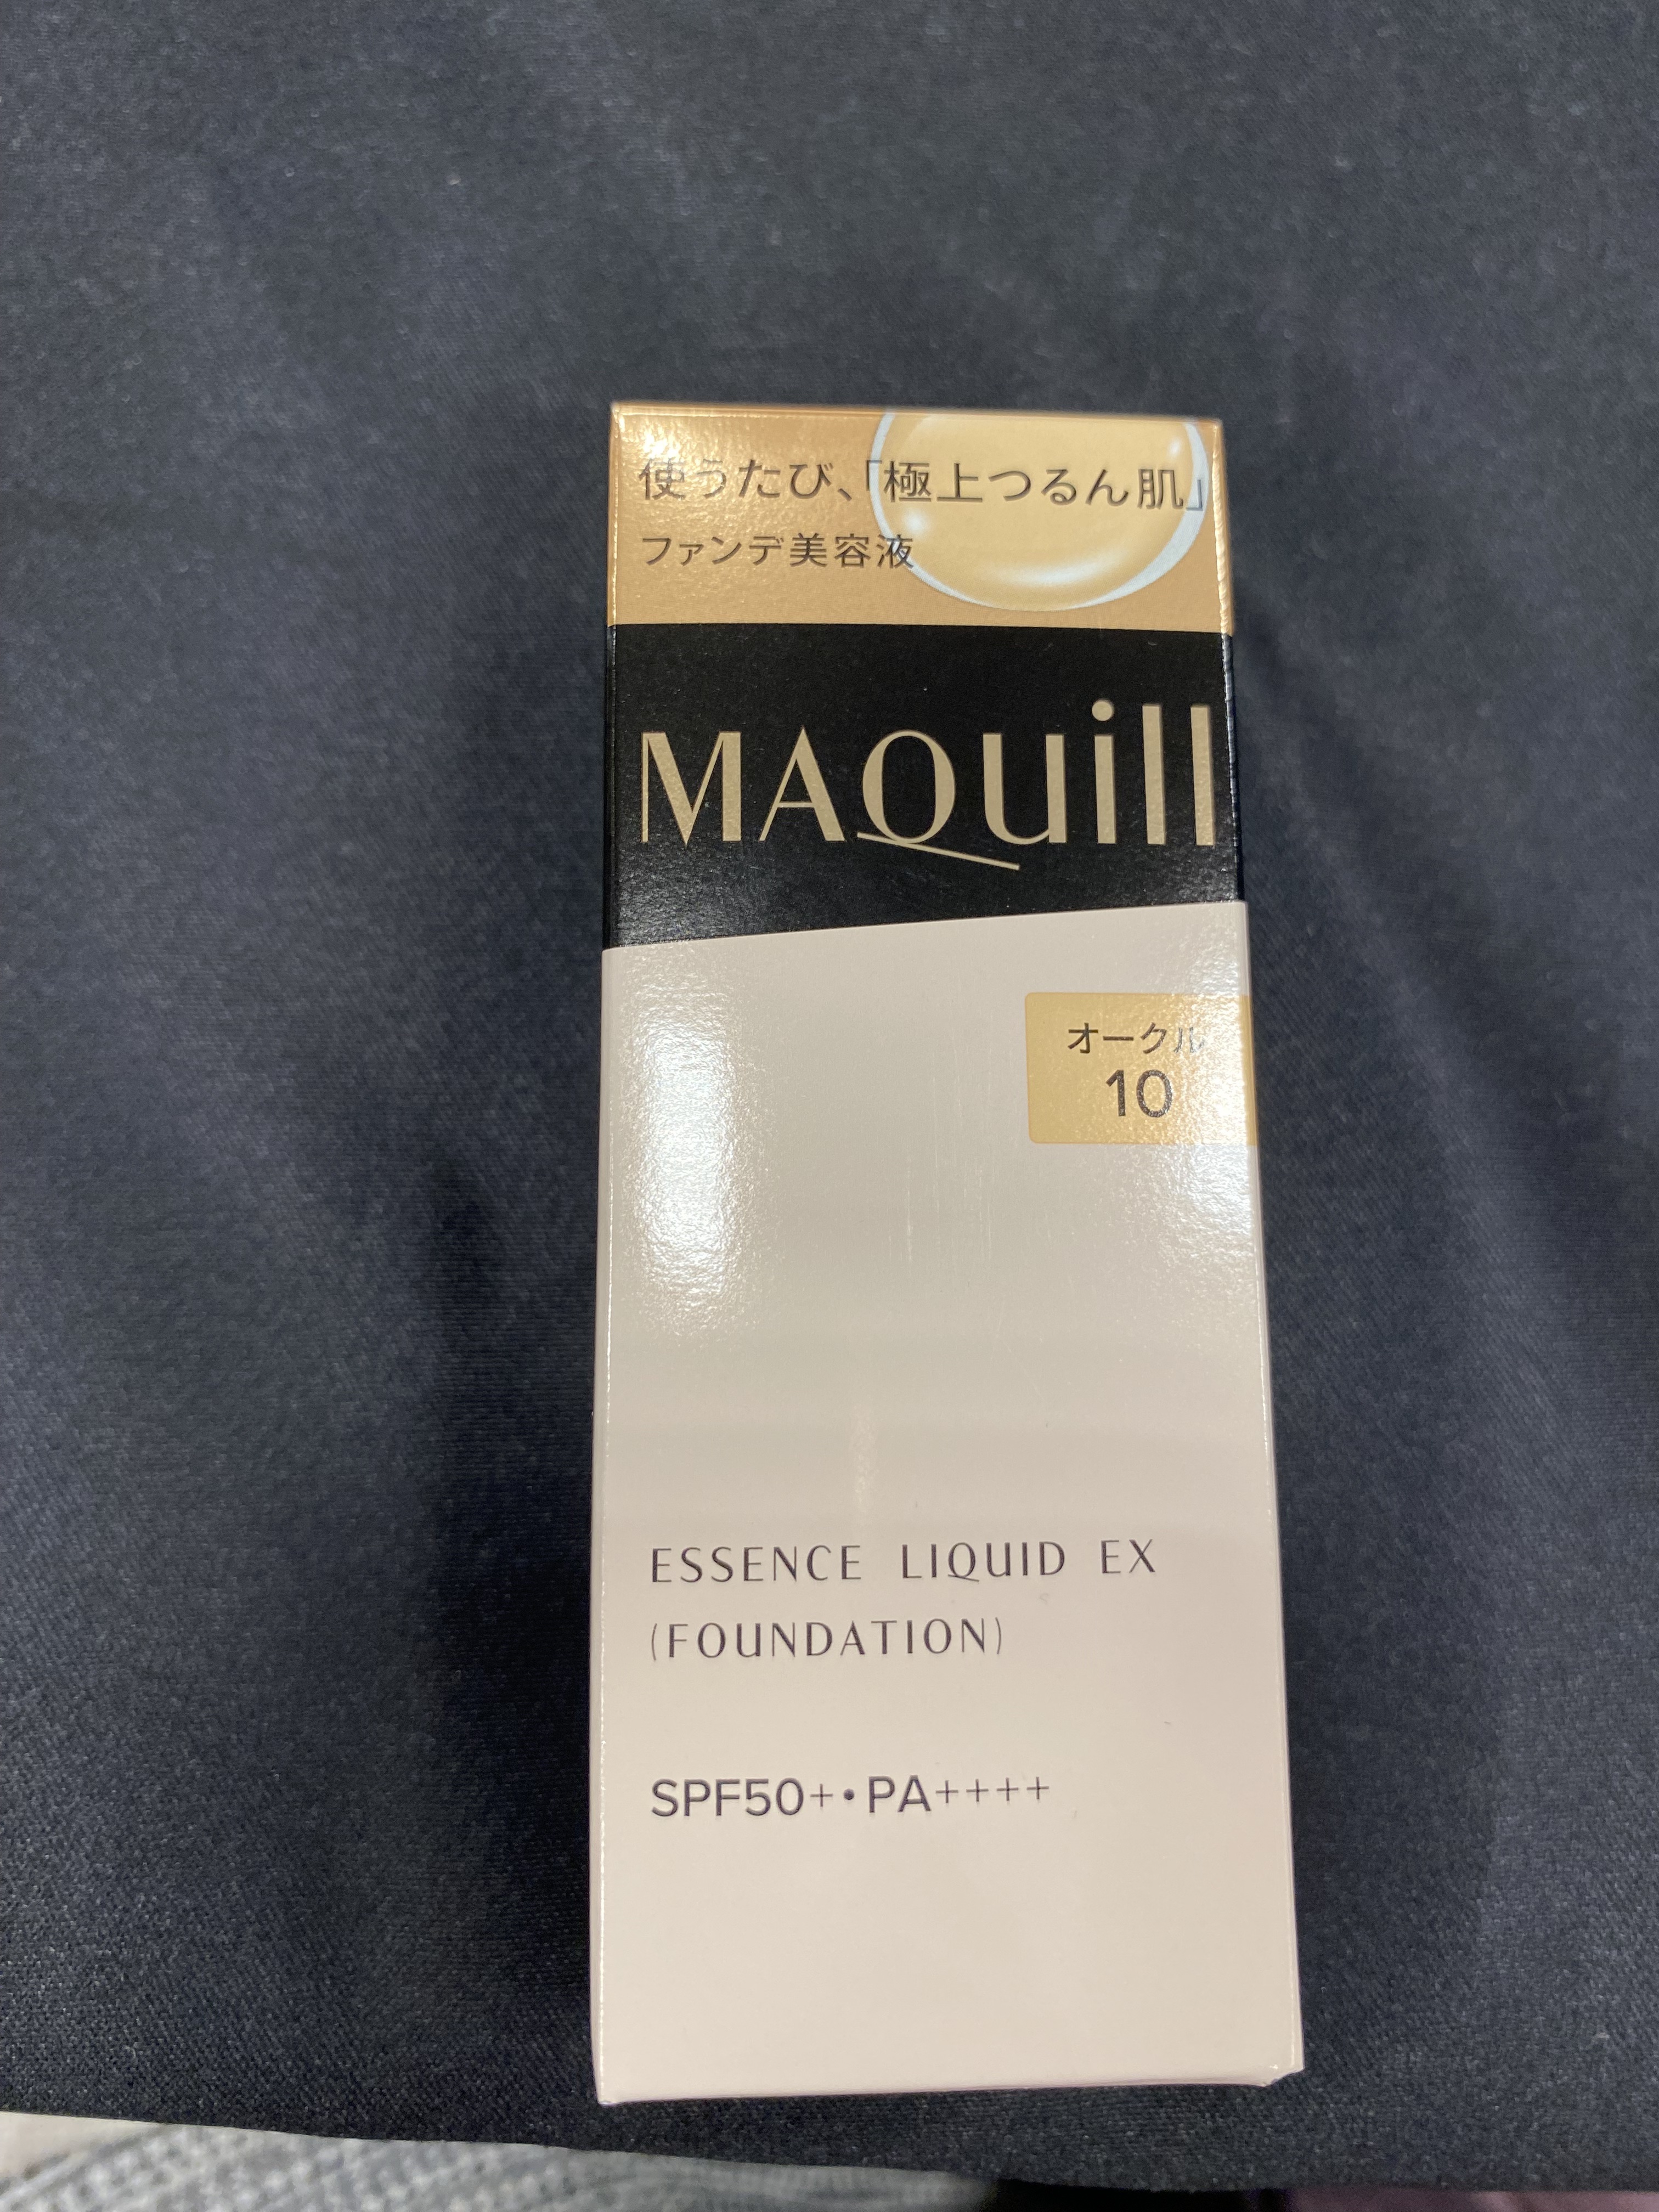 使うたび、「極上つるん肌」
ファンデ美容液
MAQuill
オークル
10
ESSENCE LIQUID EX
(FOUNDATION)
SPF50+・PA++++